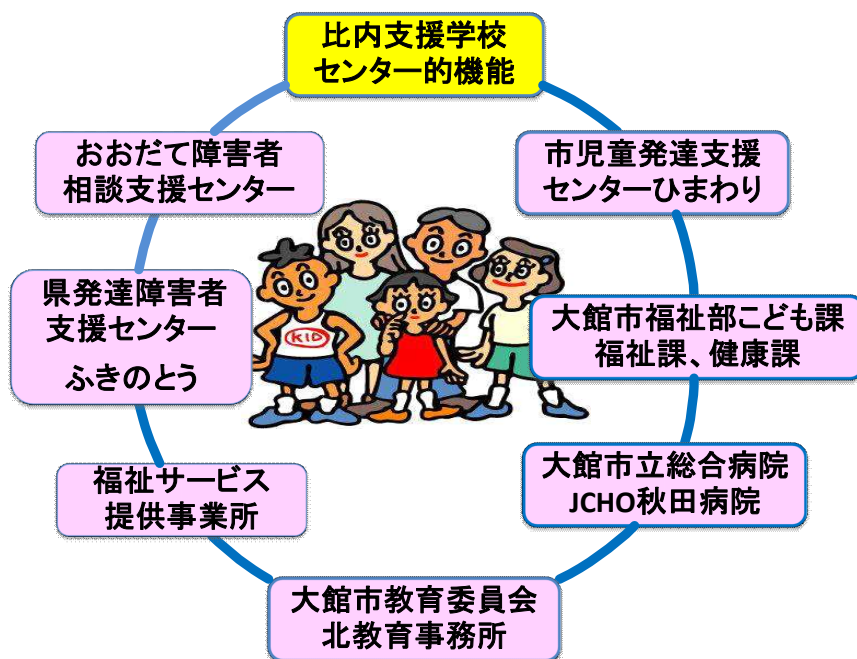 比内支援学校
センター的機能
おおだて障害者
相談支援センター
市児童発達支援
センターひまわり
県発達障害者
支援センター
ふきのとう
大館市福祉部こども課
福祉課、健康課
KID
福祉サービス
提供事業所
大館市立総合病院
JCHO秋田病院
大館市教育委員会
北教育事務所